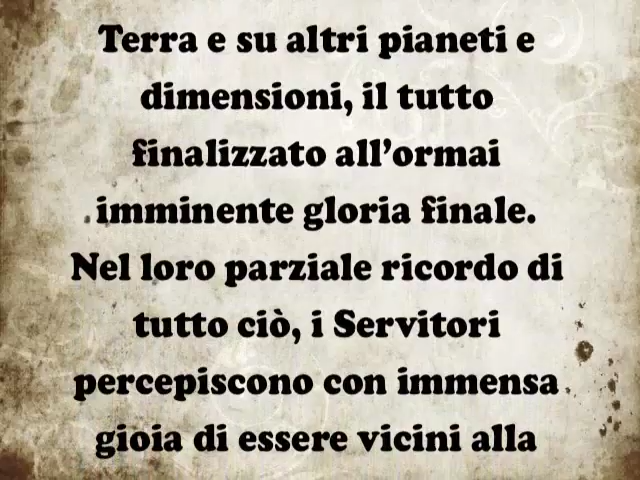 Terra e su altri pianeti e
dimensioni, il tutto
finalizzato all’ormai
imminente gloria finale.
Nel loro parziale ricordo di
tutto ciò, i Servitori
percepiscono con immensa
gioia di essere vicini alla